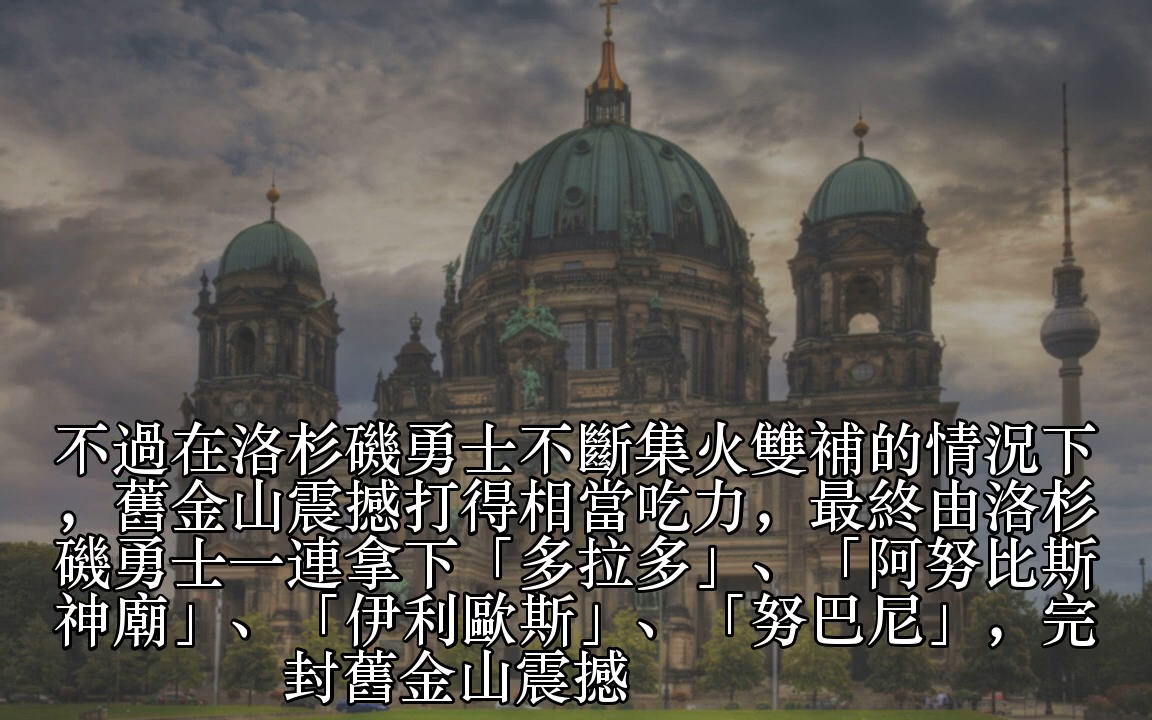 不過在洛杉磯勇士不斷集火雙補的情況下
，舊金山震撼打得相當吃力，最終由洛杉
磯勇士一連拿下「多拉多」、「阿努比斯
神廟」、「伊利歐斯」、「努巴尼」，完
封舊金山震撼